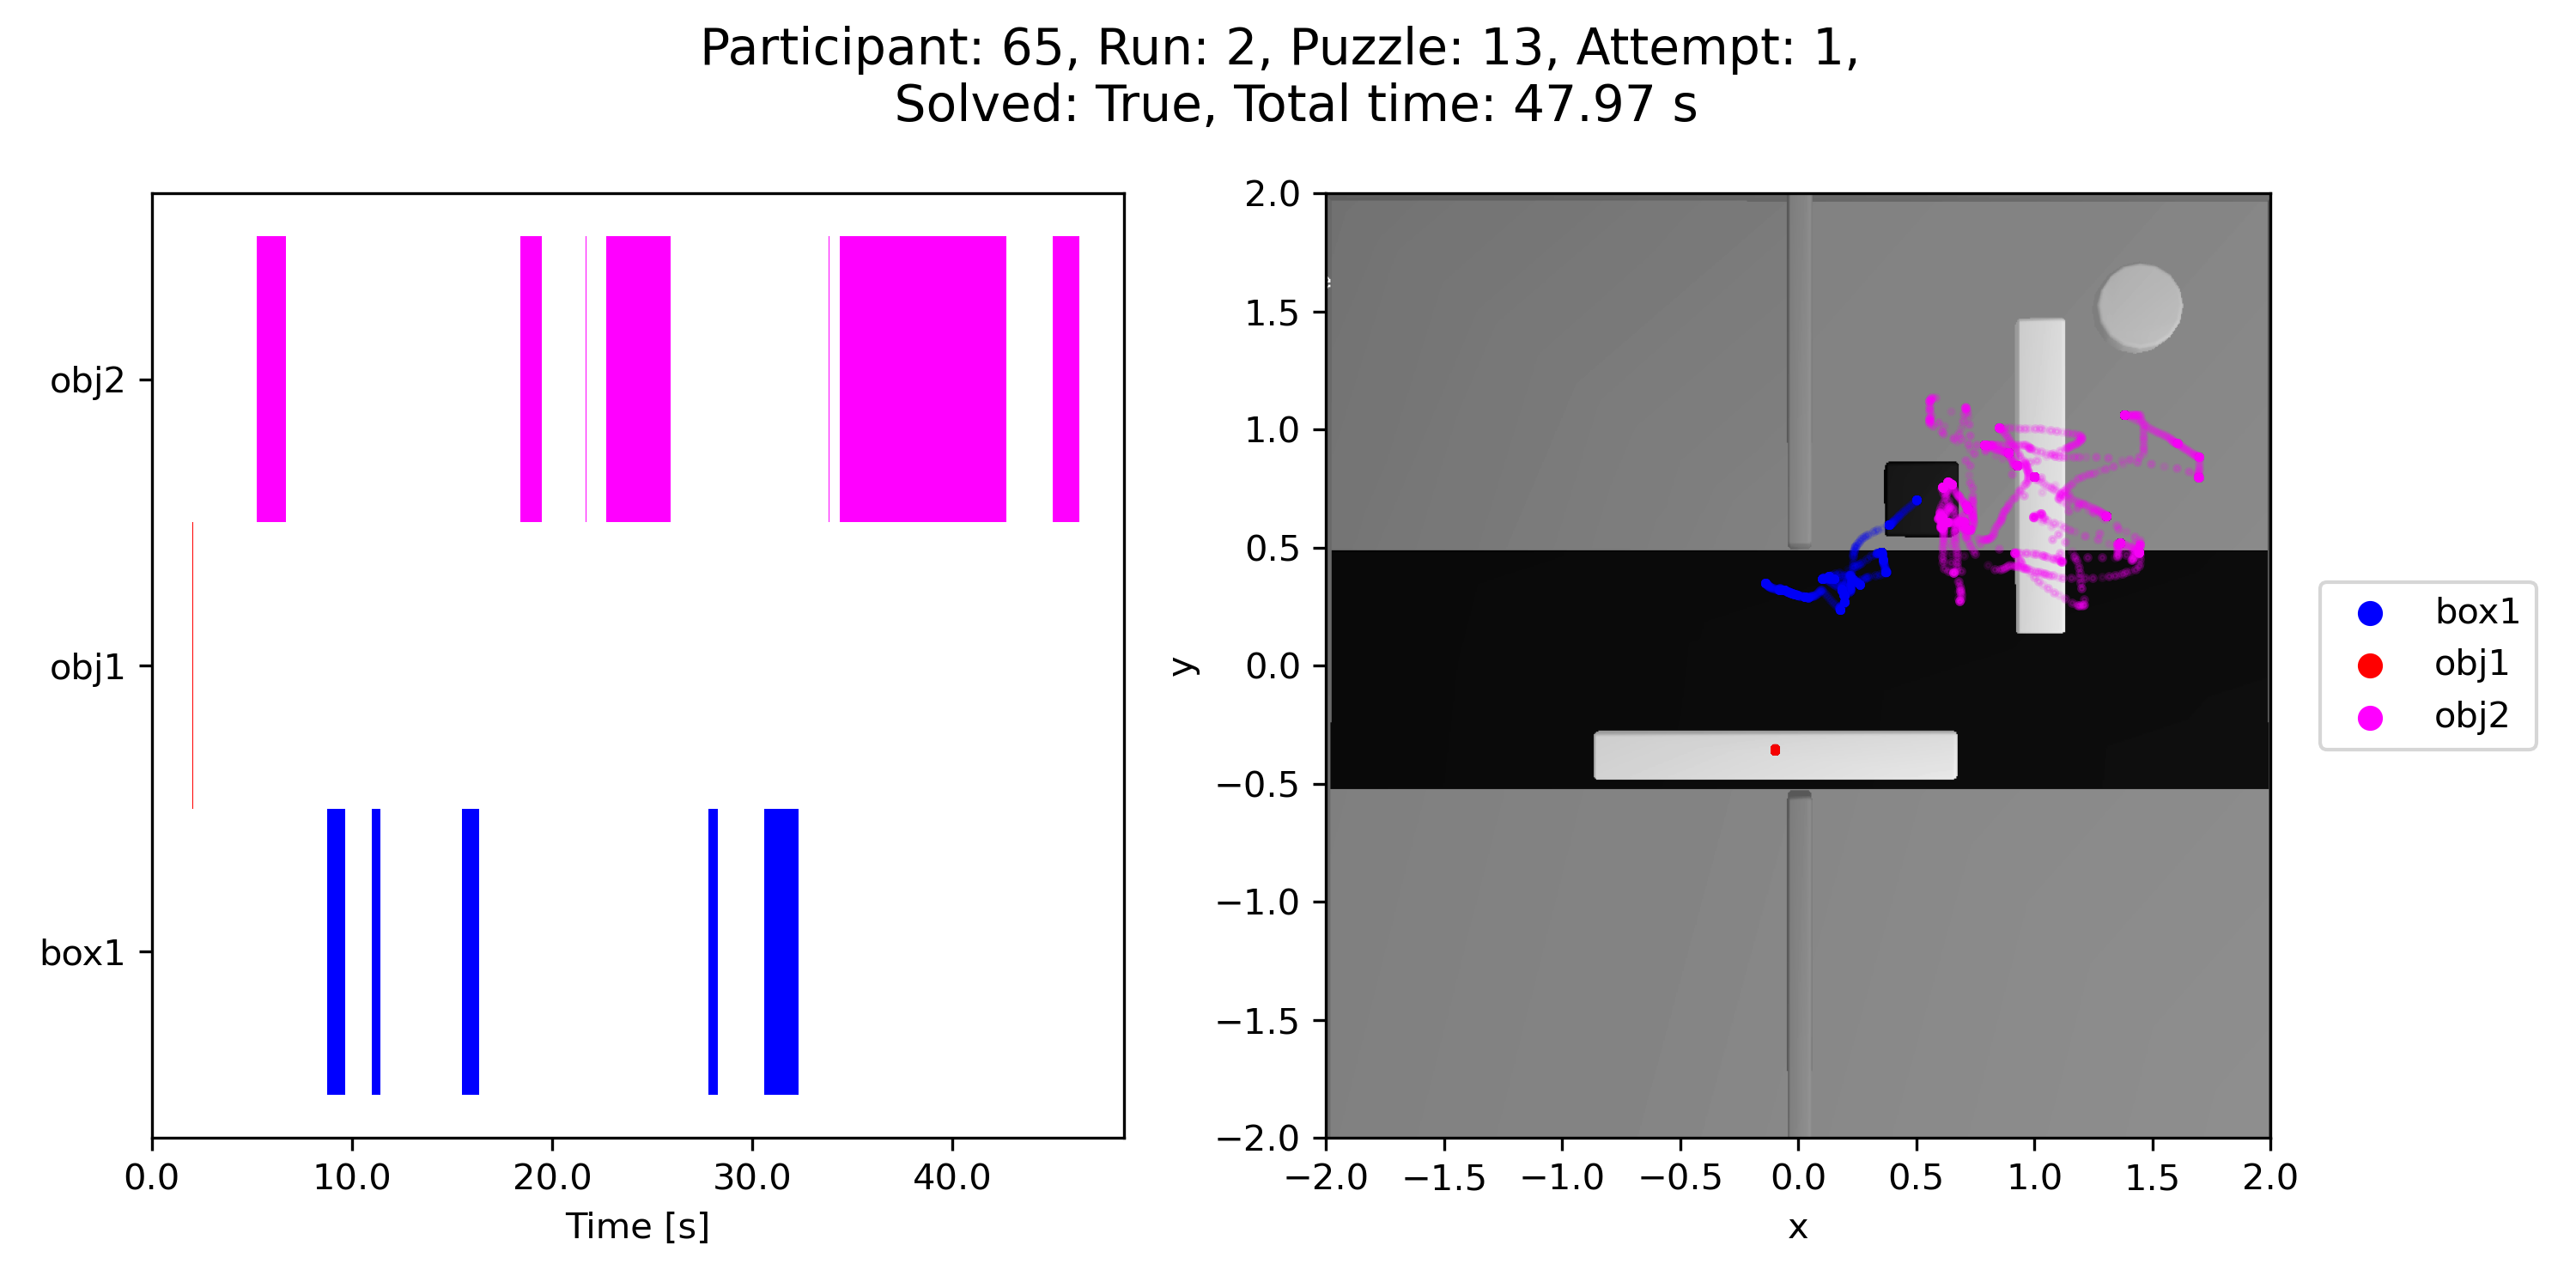 Participant: 65, Run: 2, Puzzle: 13, Attempt: 1,
Solved: True, Total time: 47.97 s
obj2
obj1
box1
0.0 10.0 20.0 30.0 40.0
Time [s]
2.0
1.5
1.0
0.5
0.0
−0.5
−1.0
−1.5
−2.0
y
−2.0 −1.5 −1.0 −0.5 0.0 0.5 1.0 1.5 2.0
x
box1
obj1
obj2